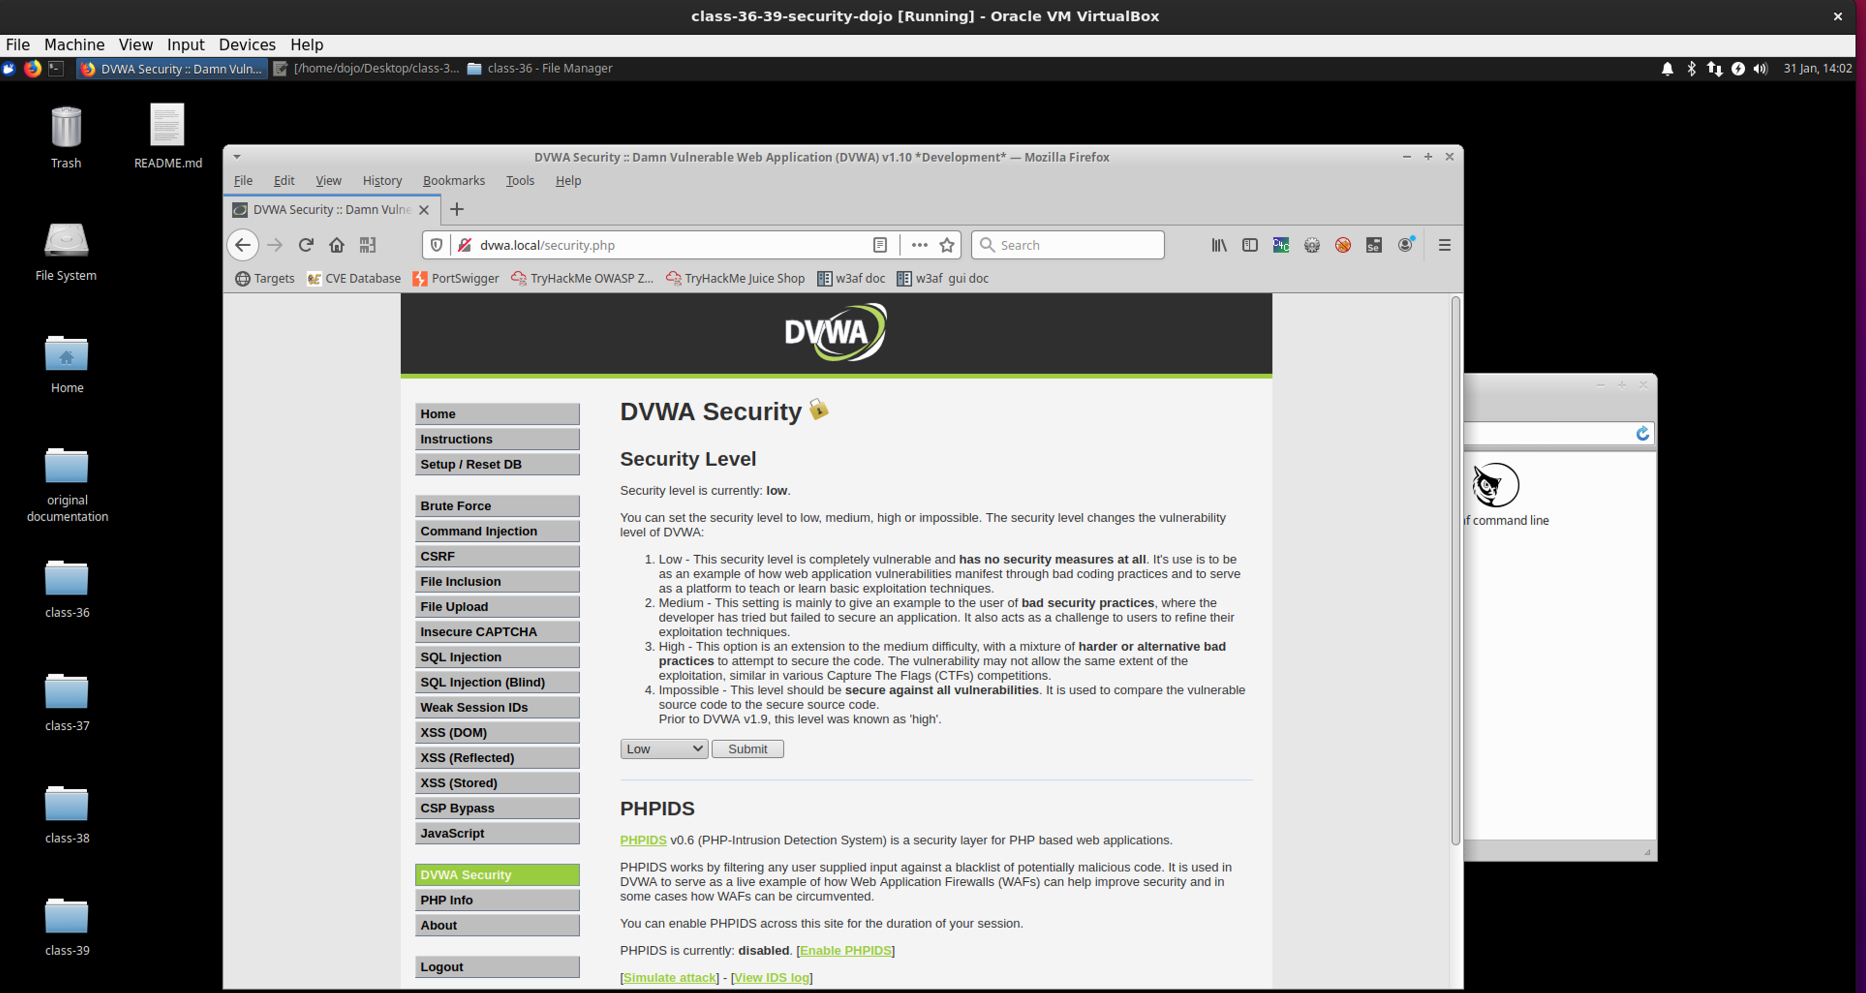 class-36-39-security-dojo [Running] - Oracle VM VirtualBox
File Machine View Input Devices Help
DVWA Security :: Damn Vuln... [/home/dojo/Desktop/class-3... class-36 - File Manager 31 Jan, 14:02
Trash
README.md
File System
Home
original
documentation
class-36
class-37
class-38
class-39
DVWA Security :: Damn Vulnerable Web Application (DVWA) v1.10 *Development* — Mozilla Firefox
File Edit View History Bookmarks Tools Help
DVWA Security :: Damn Vulne
dvwa.local/security.php
Search
Targets CVE Database PortSwigger TryHackMe OWASP Z... TryHackMe Juice Shop w3af doc w3af gui doc
DVWA
Home
Instructions
Setup / Reset DB
Brute Force
Command Injection
CSRF
File Inclusion
File Upload
Insecure CAPTCHA
SQL Injection
SQL Injection (Blind)
Weak Session IDs
XSS (DOM)
XSS (Reflected)
XSS (Stored)
CSP Bypass
JavaScript
DVWA Security
PHP Info
About
Logout
DVWA Security
Security Level
Security level is currently: low.
You can set the security level to low, medium, high or impossible. The security level changes the vulnerability
level of DVWA:
1. Low - This security level is completely vulnerable and has no security measures at all. It's use is to be
as an example of how web application vulnerabilities manifest through bad coding practices and to serve
as a platform to teach or learn basic exploitation techniques.
2. Medium - This setting is mainly to give an example to the user of bad security practices, where the
developer has tried but failed to secure an application. It also acts as a challenge to users to refine their
exploitation techniques.
3. High - This option is an extension to the medium difficulty, with a mixture of harder or alternative bad
practices to attempt to secure the code. The vulnerability may not allow the same extent of the
exploitation, similar in various Capture The Flags (CTFs) competitions.
4. Impossible - This level should be secure against all vulnerabilities. It is used to compare the vulnerable
source code to the secure source code.
Prior to DVWA v1.9, this level was known as 'high'.
Low Submit
PHPIDS
PHPIDS v0.6 (PHP-Intrusion Detection System) is a security layer for PHP based web applications.
PHPIDS works by filtering any user supplied input against a blacklist of potentially malicious code. It is used in
DVWA to serve as a live example of how Web Application Firewalls (WAFs) can help improve security and in
some cases how WAFs can be circumvented.
You can enable PHPIDS across this site for the duration of your session.
PHPIDS is currently: disabled. [Enable PHPIDS]
[Simulate attack] - [View IDS log]
command line